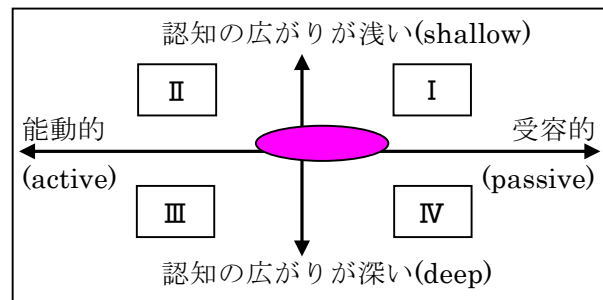 認知の広がりが浅い(shallow)
Ⅱ Ⅰ
能動的 受容的
(active) (passive)
Ⅲ Ⅳ
認知の広がりが深い(deep)